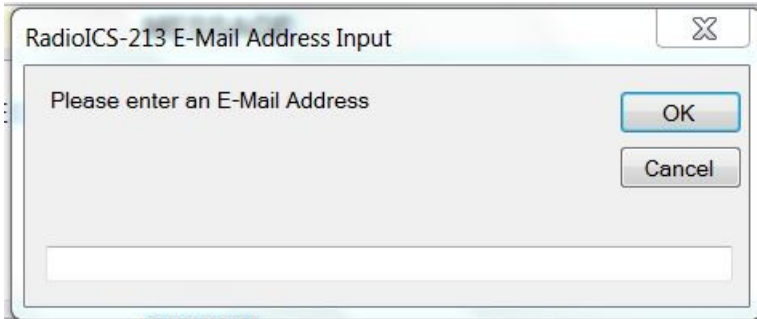 RadioICS-213 E-Mail Address Input
Please enter an E-Mail Address
OK
Cancel